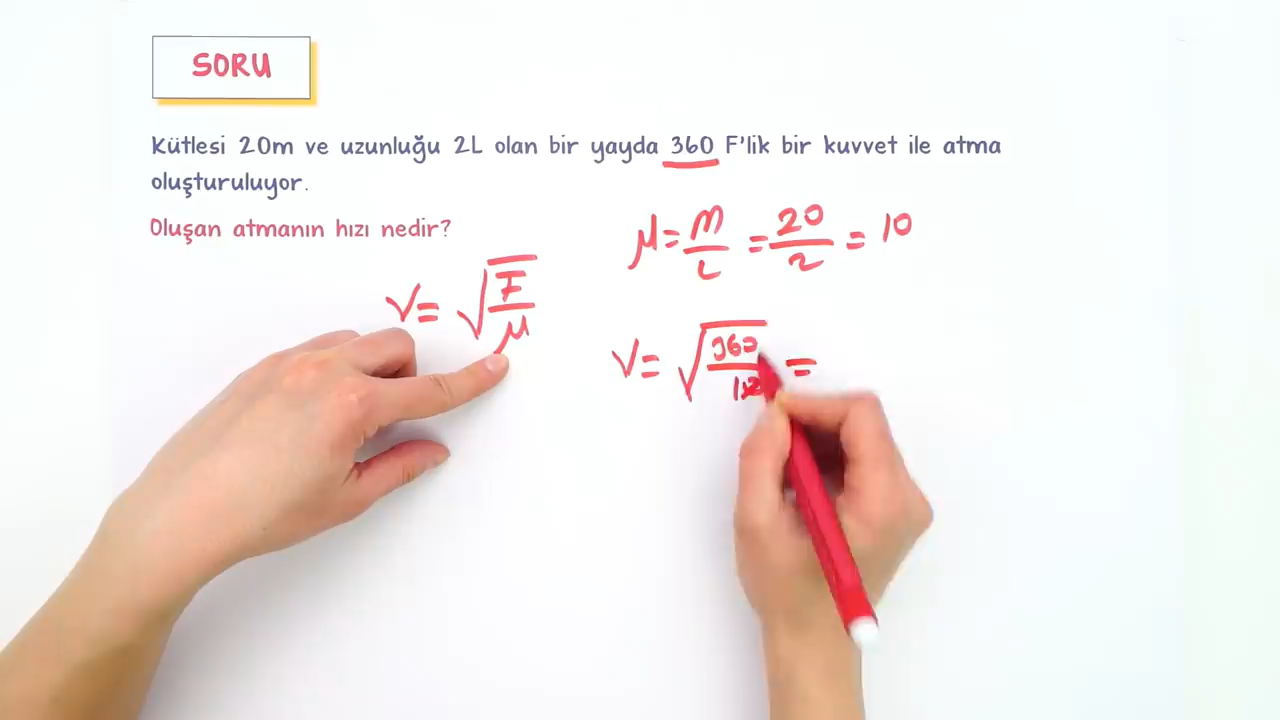 SORU
Kütlesi 20m ve uzunluğu 2L olan bir yayda 360 F'lik bir kuvvet ile atma
oluşturuluyor.
Oluşan atmanın hızı nedir?
μ = m/L = 20/2 = 10
V = √F/μ
V = √360/10 =